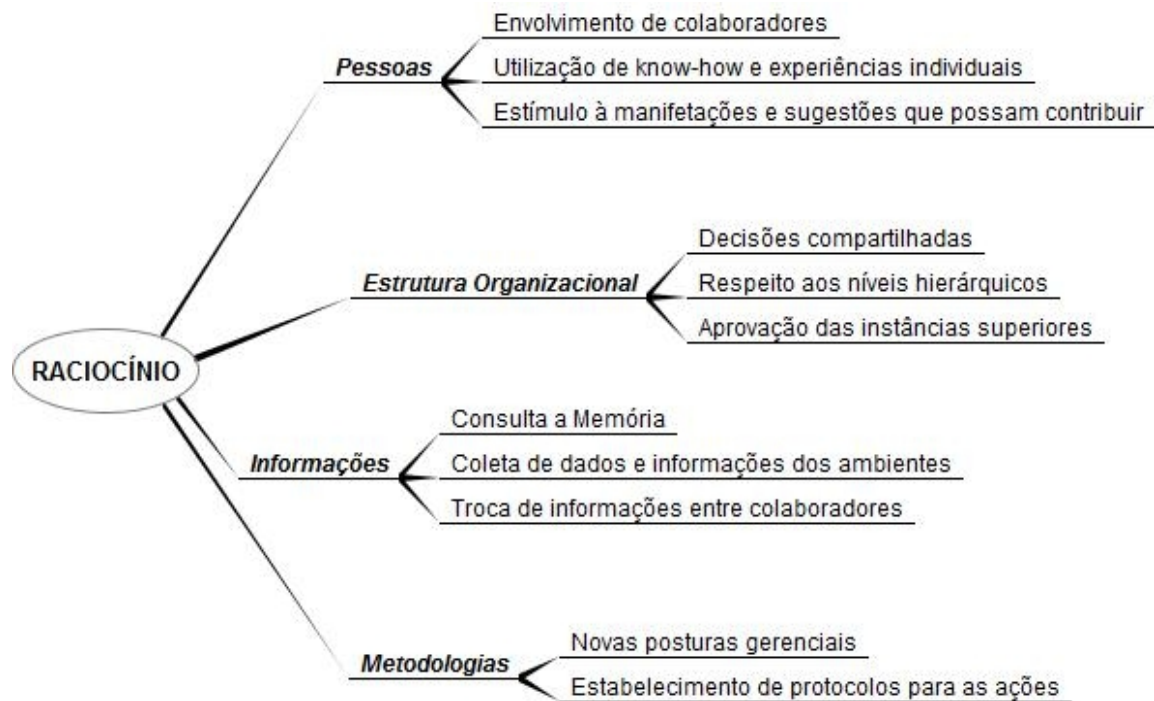 RACIOCÍNIO
Pessoas
Envolvimento de colaboradores
Utilização de know-how e experiências individuais
Estímulo à manifetações e sugestões que possam contribuir
Estrutura Organizacional
Decisões compartilhadas
Respeito aos níveis hierárquicos
Aprovação das instâncias superiores
Informações
Consulta a Memória
Coleta de dados e informações dos ambientes
Troca de informações entre colaboradores
Metodologias
Novas posturas gerenciais
Estabelecimento de protocolos para as ações